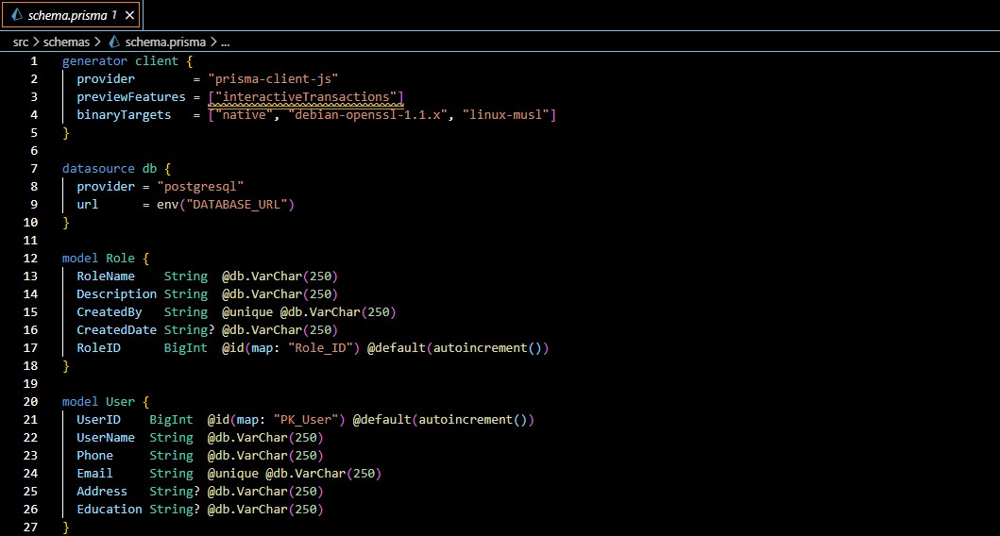 schema.prisma 1 ×
src > schemas > schema.prisma > ...
1 generator client {
2   provider        = "prisma-client-js"
3   previewFeatures = ["interactiveTransactions"]
4   binaryTargets   = ["native", "debian-openssl-1.1.x", "linux-musl"]
5 }
6
7 datasource db {
8   provider = "postgresql"
9   url      = env("DATABASE_URL")
10 }
11
12 model Role {
13   RoleName    String  @db.VarChar(250)
14   Description String  @db.VarChar(250)
15   CreatedBy   String  @unique @db.VarChar(250)
16   CreatedDate String? @db.VarChar(250)
17   RoleID      BigInt  @id(map: "Role_ID") @default(autoincrement())
18 }
19
20 model User {
21   UserID    BigInt  @id(map: "PK_User") @default(autoincrement())
22   UserName  String  @db.VarChar(250)
23   Phone     String  @db.VarChar(250)
24   Email     String  @unique @db.VarChar(250)
25   Address   String? @db.VarChar(250)
26   Education String? @db.VarChar(250)
27 }